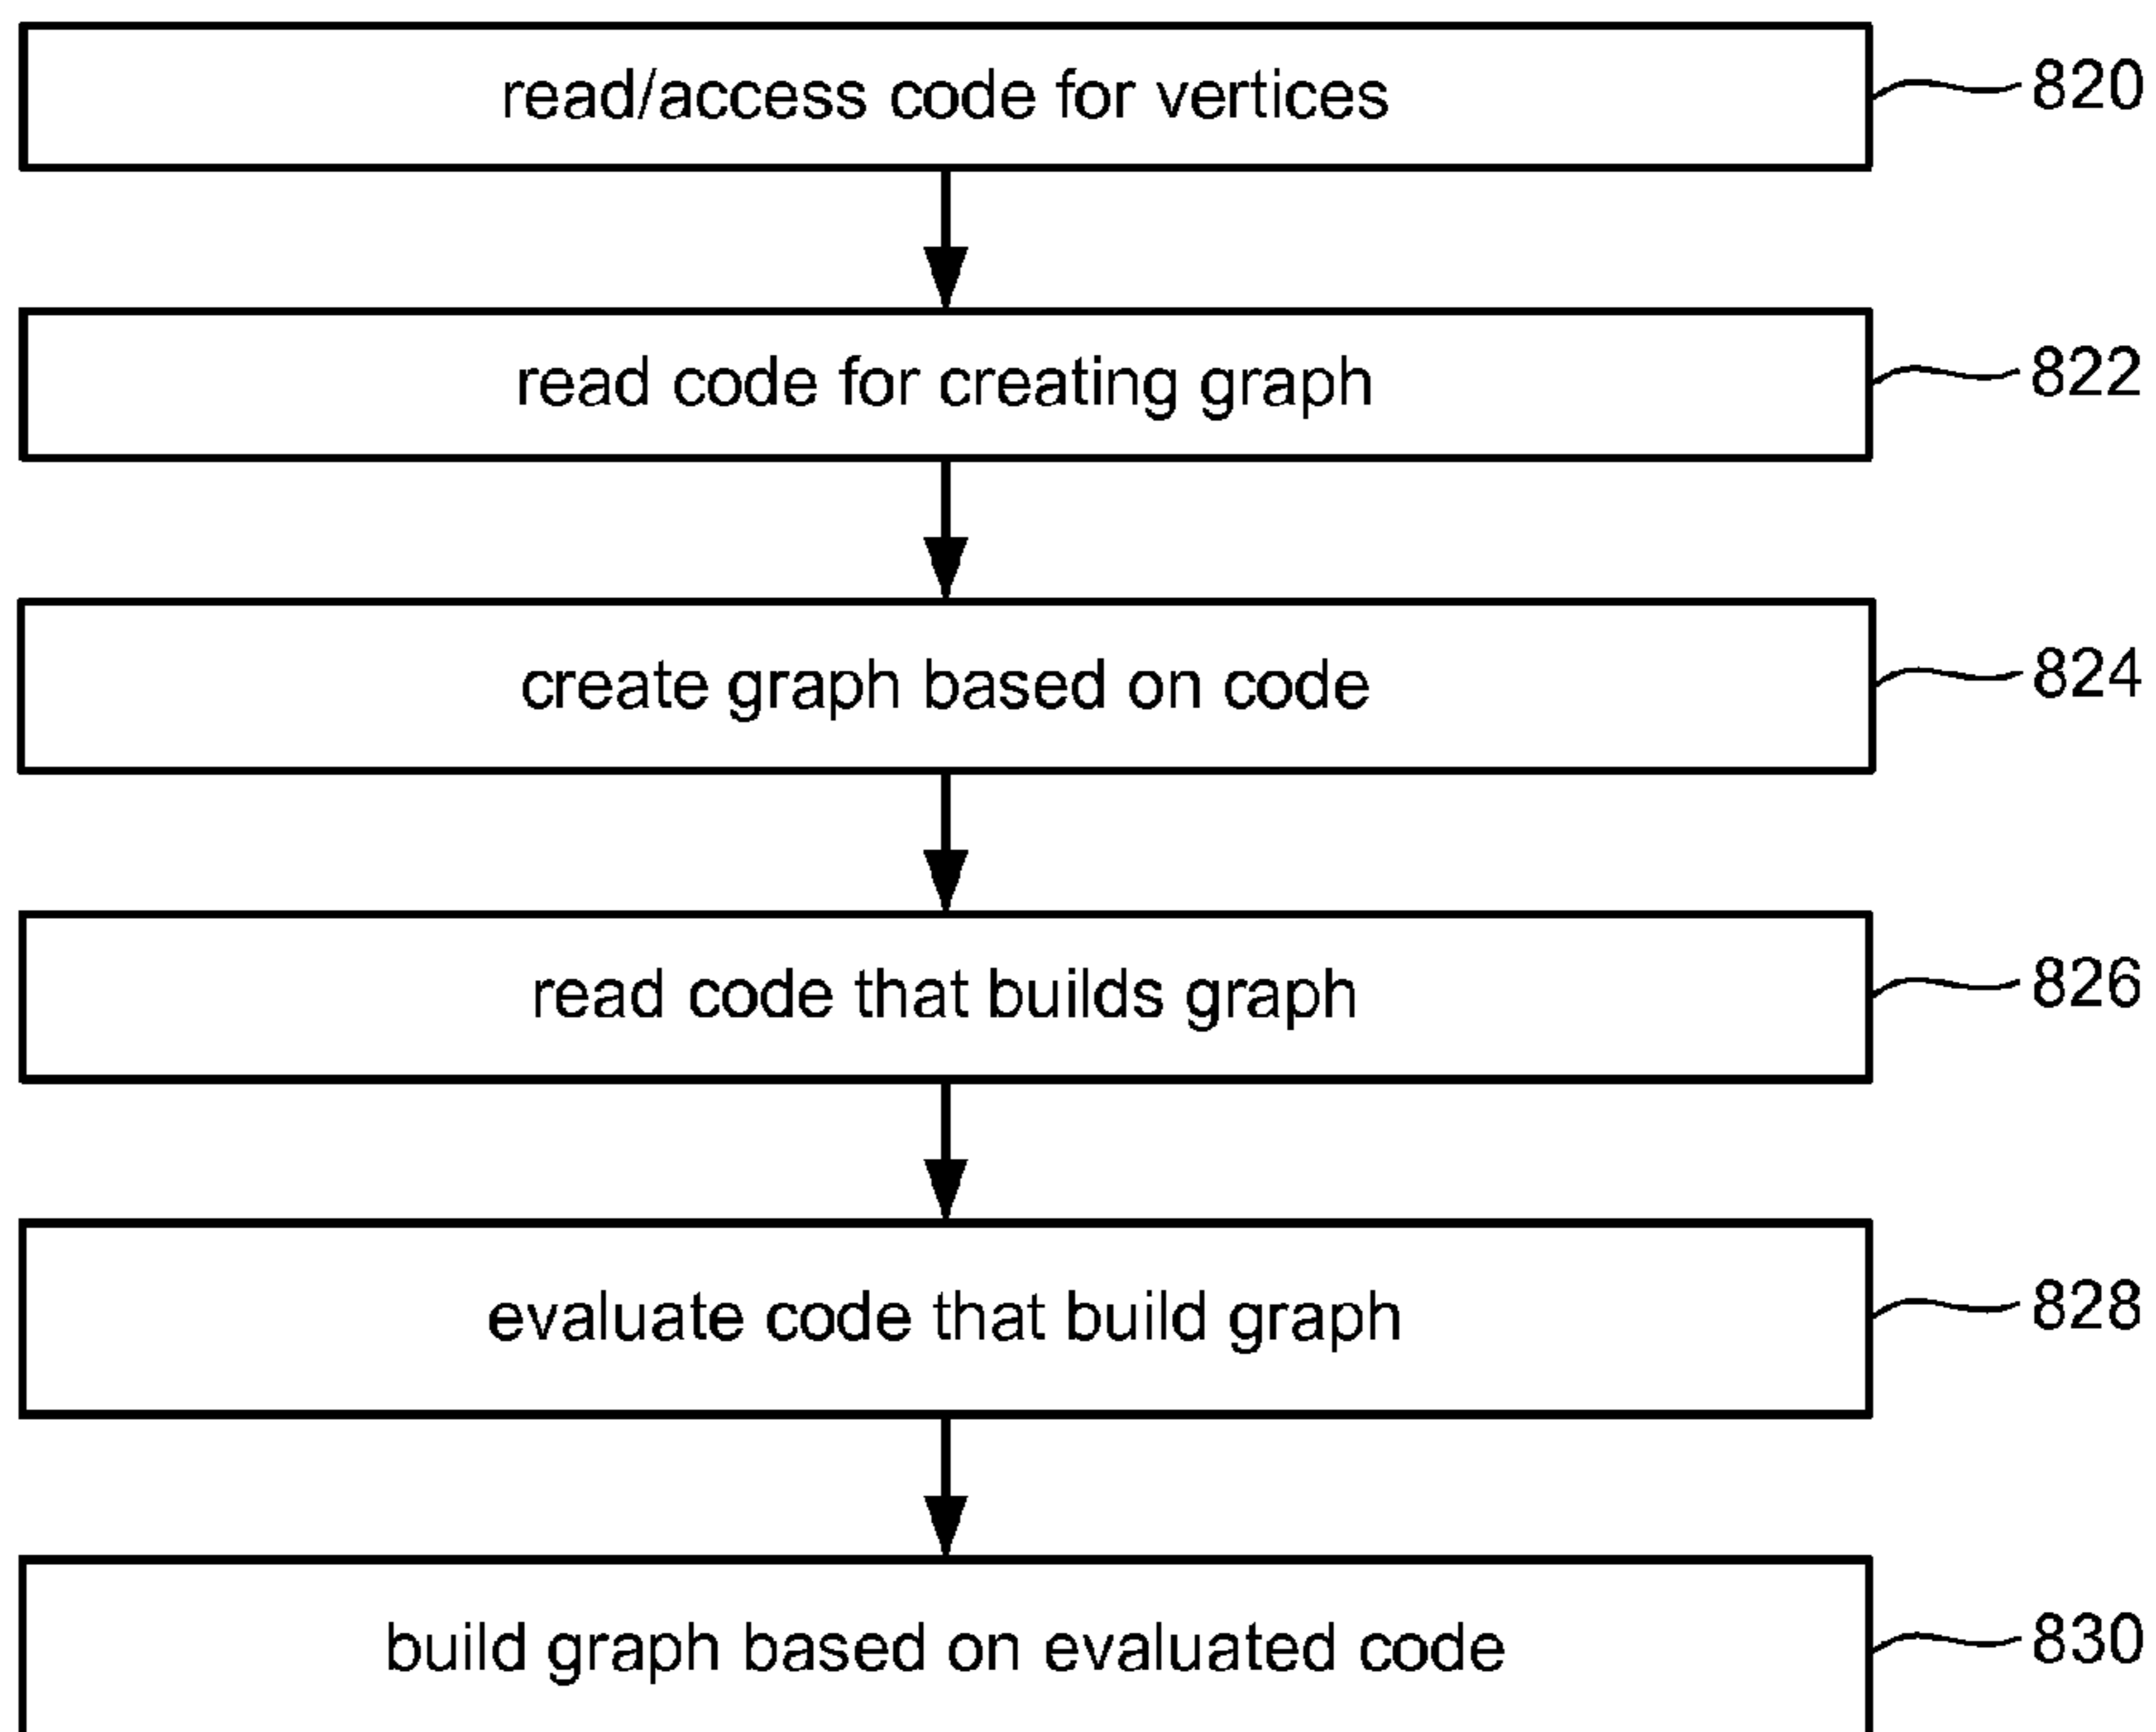 read/access code for vertices
820
read code for creating graph
822
create graph based on code
824
read code that builds graph
826
evaluate code that build graph
828
build graph based on evaluated code
830